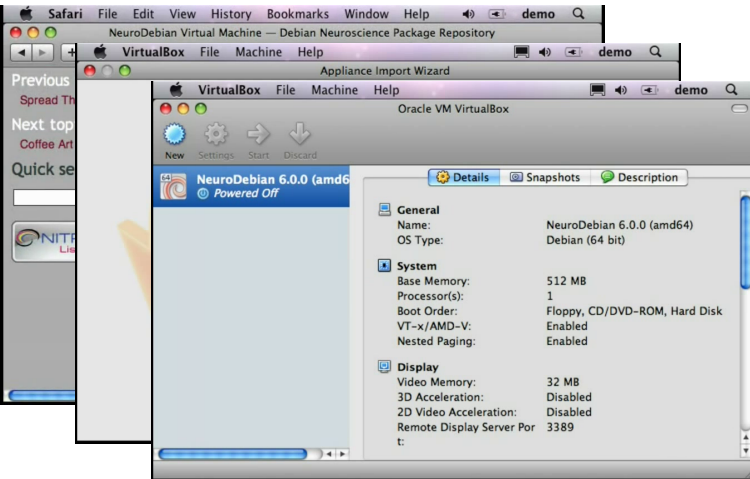 Safari File Edit View History Bookmarks Window Help demo
NeuroDebian Virtual Machine — Debian Neuroscience Package Repository
Previous
Spread Th
Next top
Coffee Art
Quick se
NITR
Lis
VirtualBox File Machine Help demo
Appliance Import Wizard
VirtualBox File Machine Help demo
Oracle VM VirtualBox
New Settings Start Discard
64 NeuroDebian 6.0.0 (amd6
Powered Off
Details Snapshots Description
General
Name: NeuroDebian 6.0.0 (amd64)
OS Type: Debian (64 bit)
System
Base Memory: 512 MB
Processor(s): 1
Boot Order: Floppy, CD/DVD-ROM, Hard Disk
VT-x/AMD-V: Enabled
Nested Paging: Enabled
Display
Video Memory: 32 MB
3D Acceleration: Disabled
2D Video Acceleration: Disabled
Remote Display Server Por 3389
t: